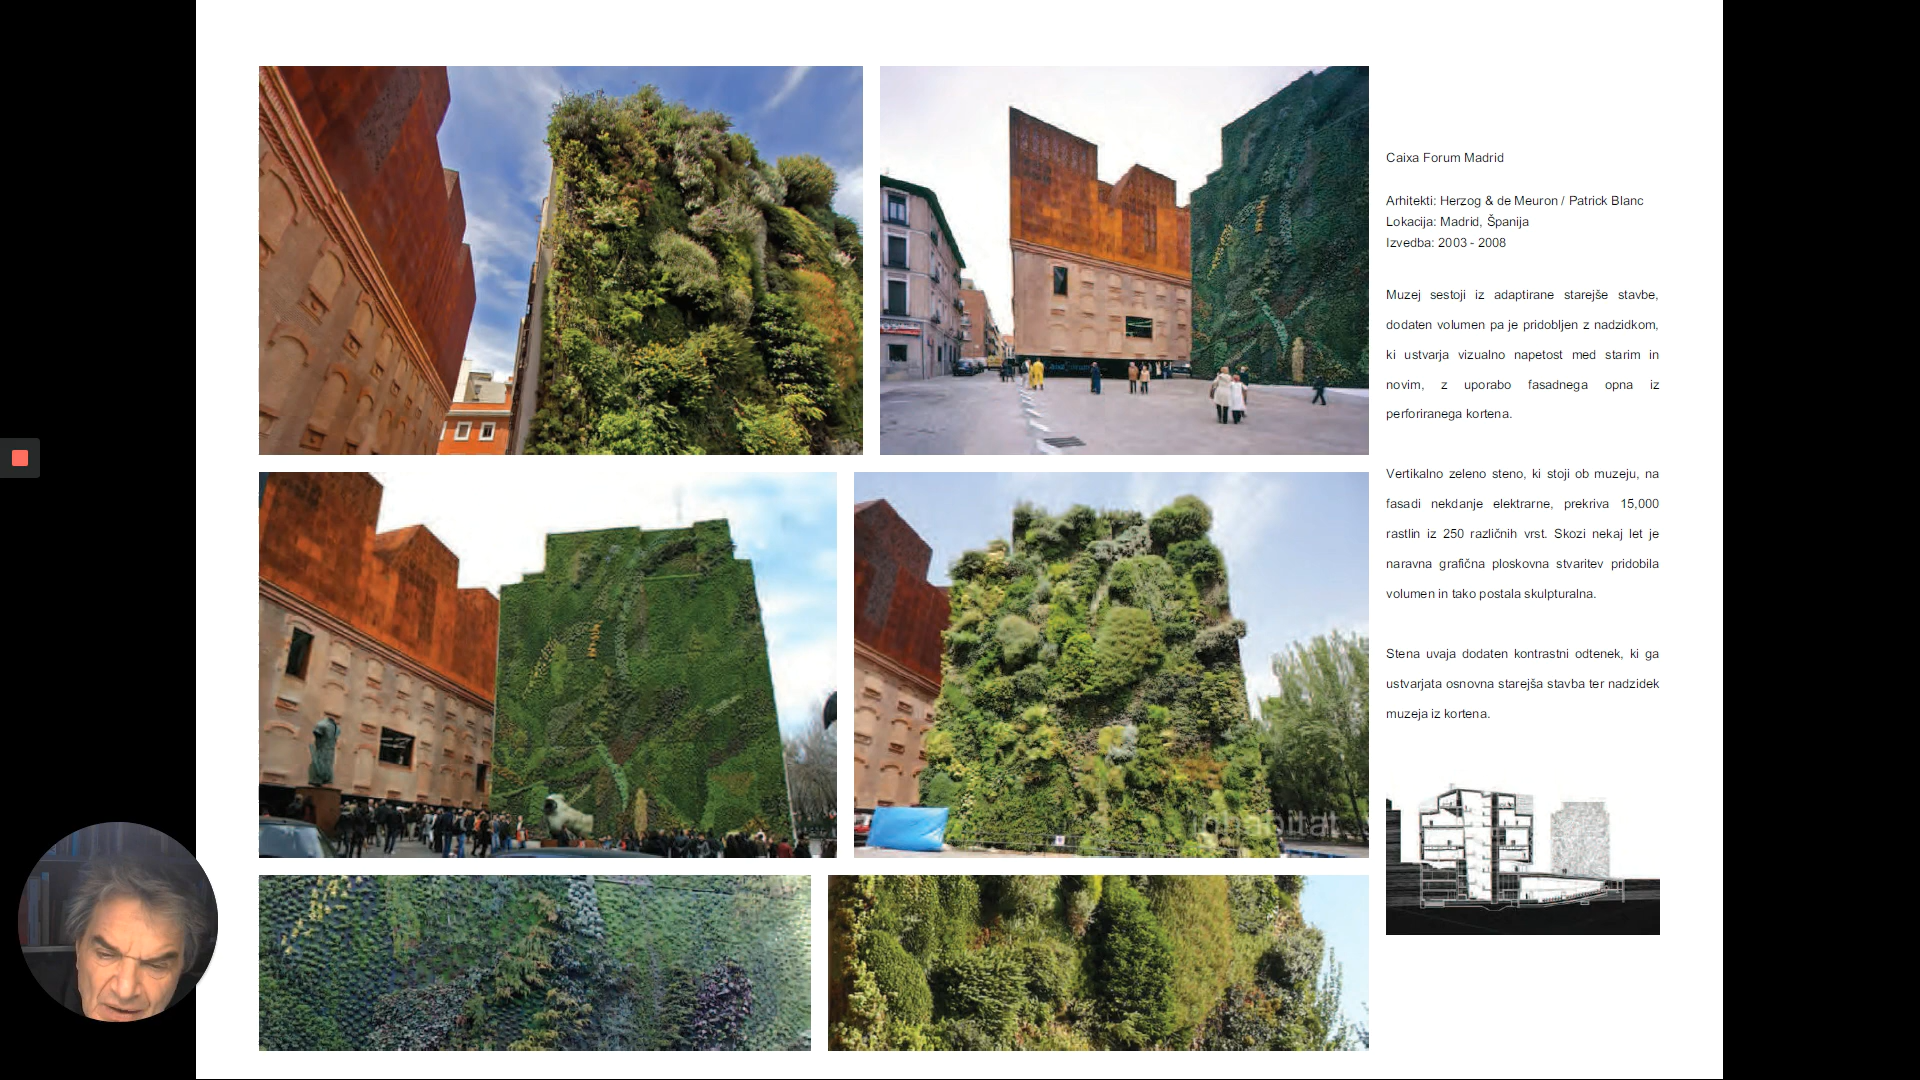 Caixa Forum Madrid
Arhitekti: Herzog & de Meuron / Patrick Blanc
Lokacija: Madrid, Španija
Izvedba: 2003 - 2008
Muzej sestoji iz adaptirane starejše stavbe,
dodaten volumen pa je pridobljen z nadzidkom,
ki ustvarja vizualno napetost med starim in
novim, z uporabo fasadnega opna iz
perforiranega kortena.
Vertikalno zeleno steno, ki stoji ob muzeju, na
fasadi nekdanje elektrarne, prekriva 15,000
rastlin iz 250 različnih vrst. Skozi nekaj let je
naravna grafična ploskovna stvaritev pridobila
volumen in tako postala skulpturalna.
Stena uvaja dodaten kontrastni odtenek, ki ga
ustvarjata osnovna starejša stavba ter nadzidek
muzeja iz kortena.
inhabitat